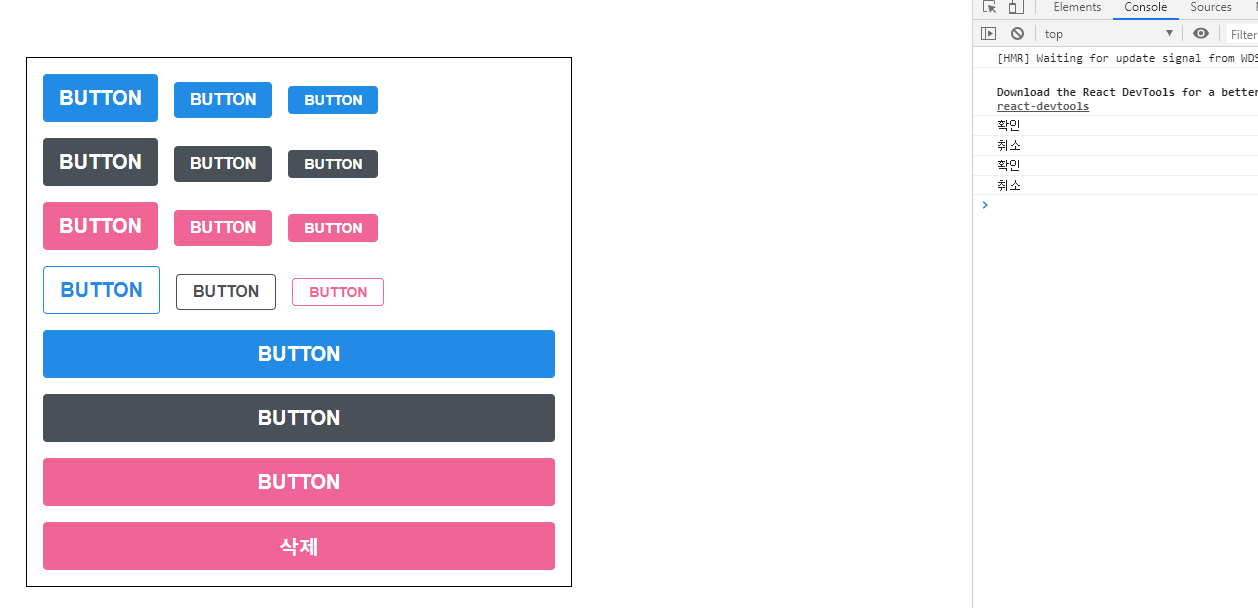 Elements Console Sources
top Filter
[HMR] Waiting for update signal from WDS
Download the React DevTools for a better
react-devtools
확인
취소
확인
취소
BUTTON BUTTON BUTTON
BUTTON BUTTON BUTTON
BUTTON BUTTON BUTTON
BUTTON BUTTON BUTTON
BUTTON
BUTTON
BUTTON
삭제